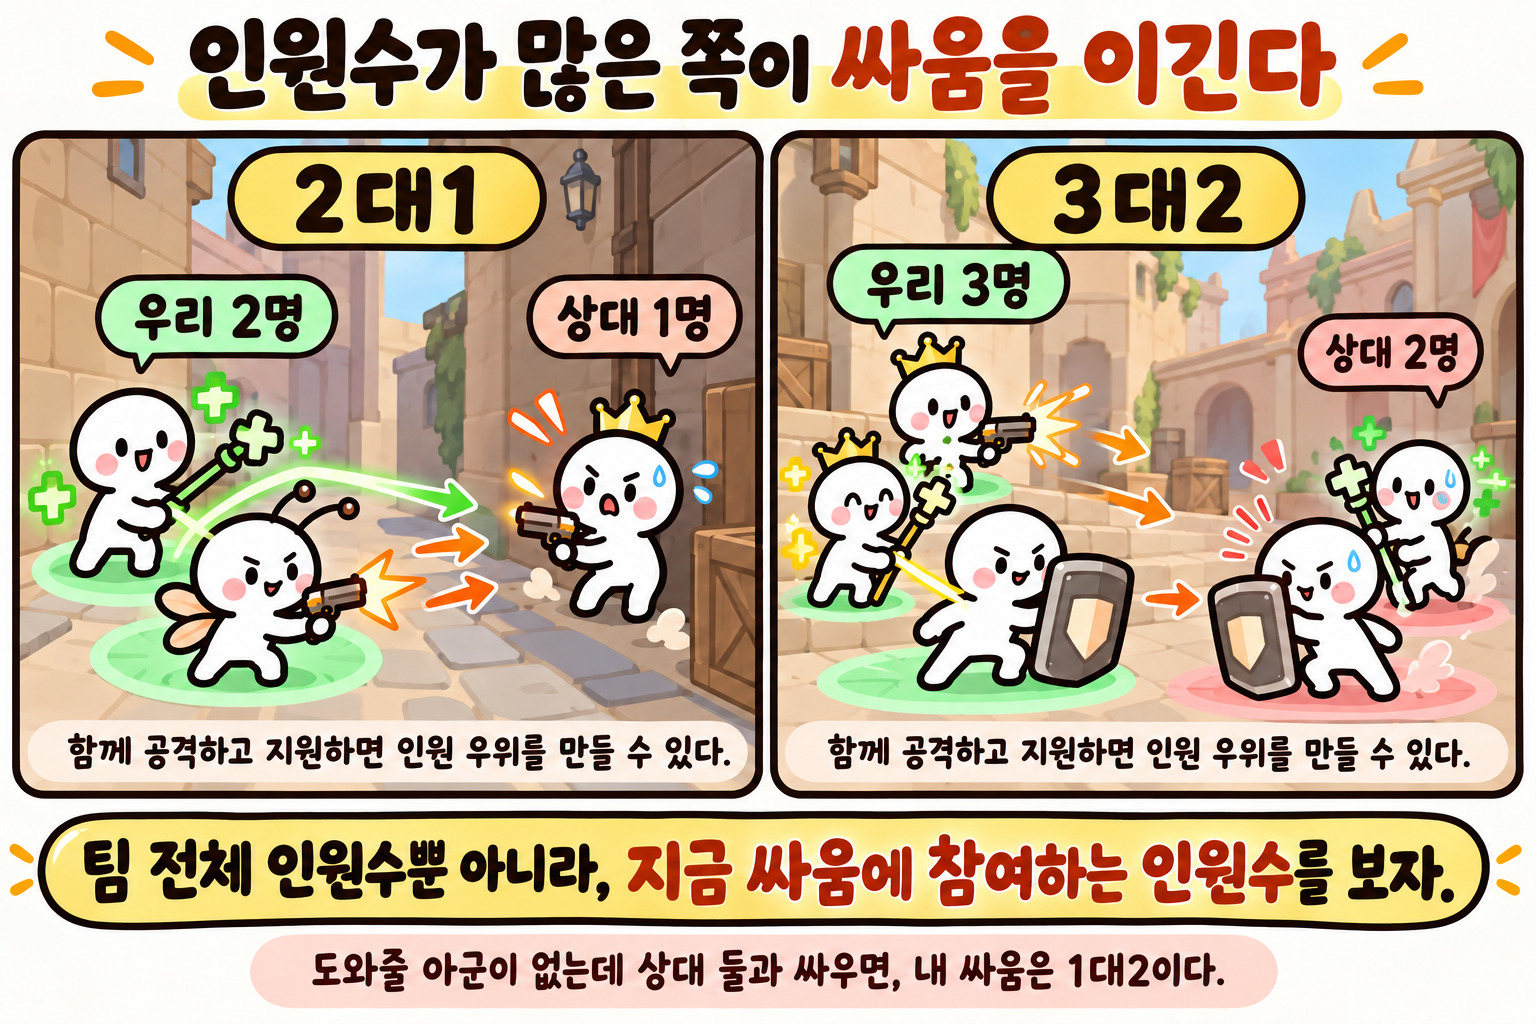 인원수가 많은 쪽이 싸움을 이긴다
2대1
우리 2명
상대 1명
함께 공격하고 지원하면 인원 우위를 만들 수 있다.
3대2
우리 3명
상대 2명
함께 공격하고 지원하면 인원 우위를 만들 수 있다.
팀 전체 인원수뿐 아니라, 지금 싸움에 참여하는 인원수를 보자.
도와줄 아군이 없는데 상대 둘과 싸우면, 내 싸움은 1대2이다.